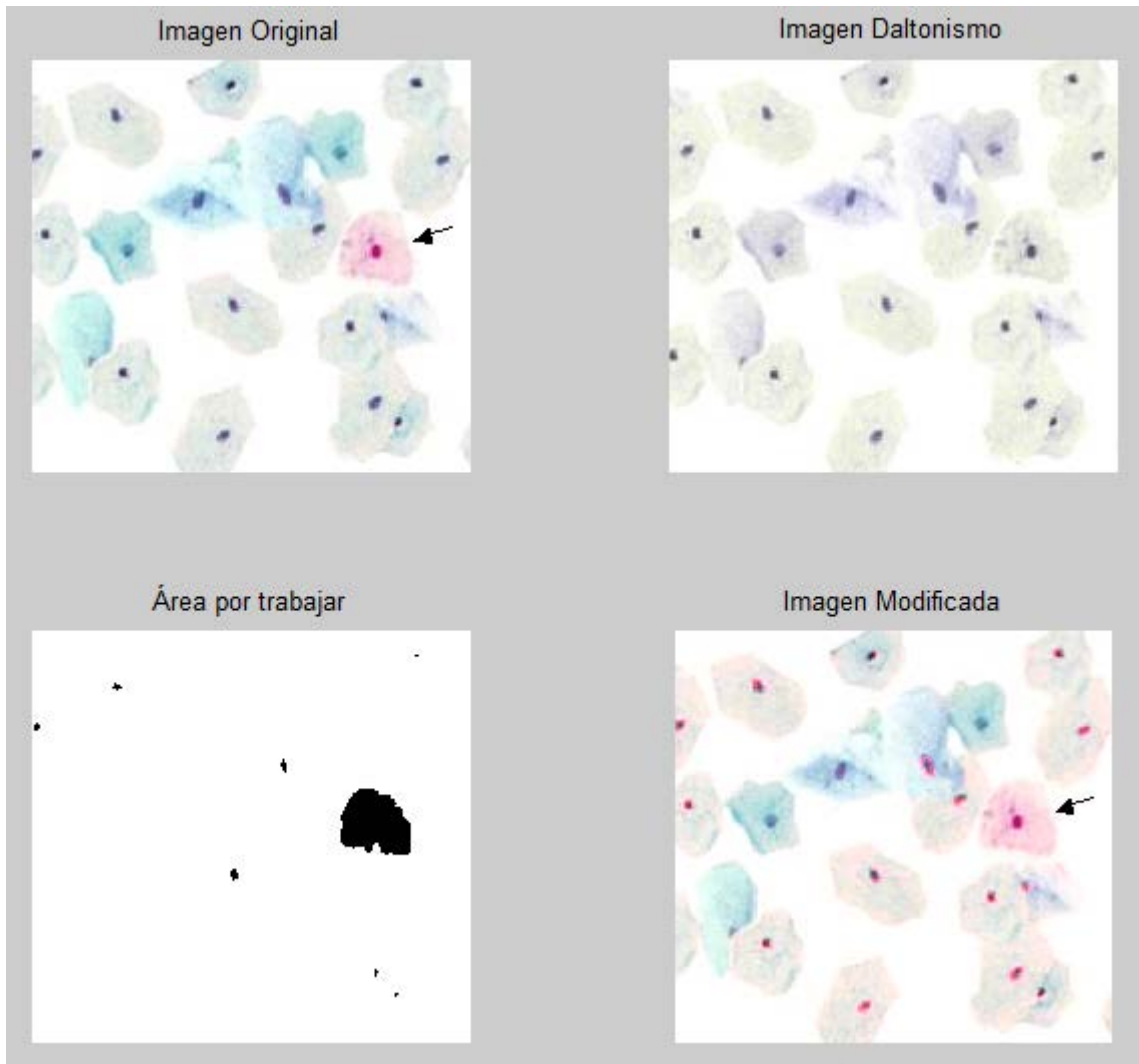 Imagen Original
Imagen Daltonismo
Área por trabajar
Imagen Modificada